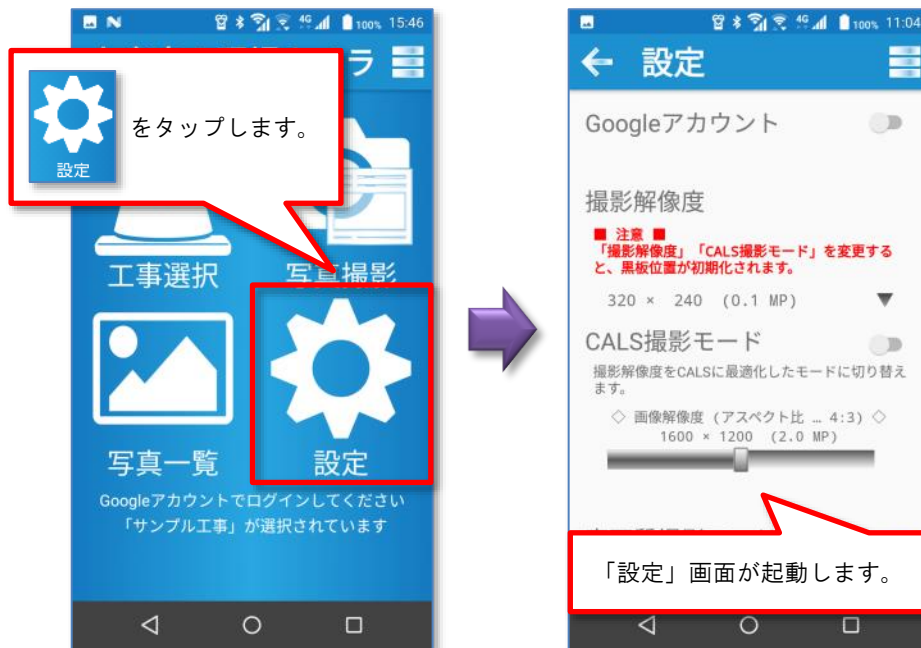 100% 15:46
ラ
設定
をタップします。
工事選択
写真撮影
写真一覧
設定
Googleアカウントでログインしてください
「サンプル工事」が選択されています
4G 100% 11:04
設定
Googleアカウント
撮影解像度
■ 注意 ■
「撮影解像度」「CALS撮影モード」を変更する
と、黒板位置が初期化されます。
320 × 240 (0.1 MP)
CALS撮影モード
撮影解像度をCALSに最適化したモードに切り替え
ます。
◇ 画像解像度 (アスペクト比 … 4:3) ◇
1600 × 1200 (2.0 MP)
「設定」画面が起動します。